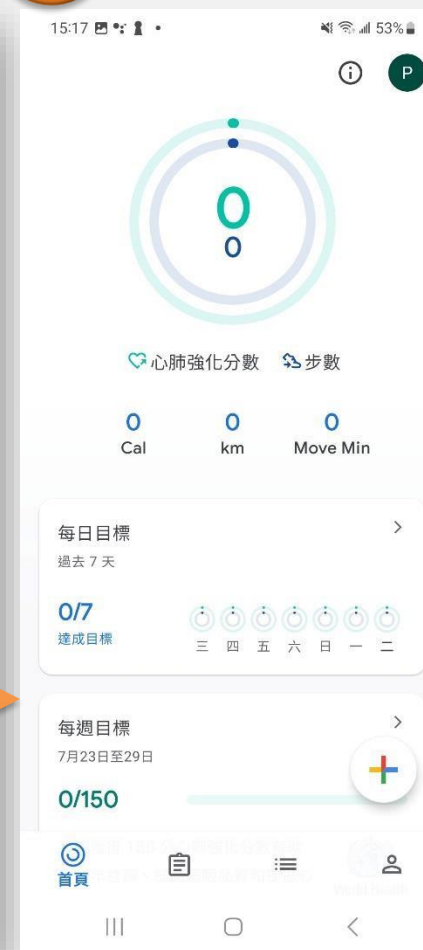 15:17 53%
P
0
0
心肺強化分數 步數
0 0 0
Cal km Move Min
每日目標
過去 7 天
0/7
達成目標
三 四 五 六 日 一 二
每週目標
7月23日至29日
0/150
首頁